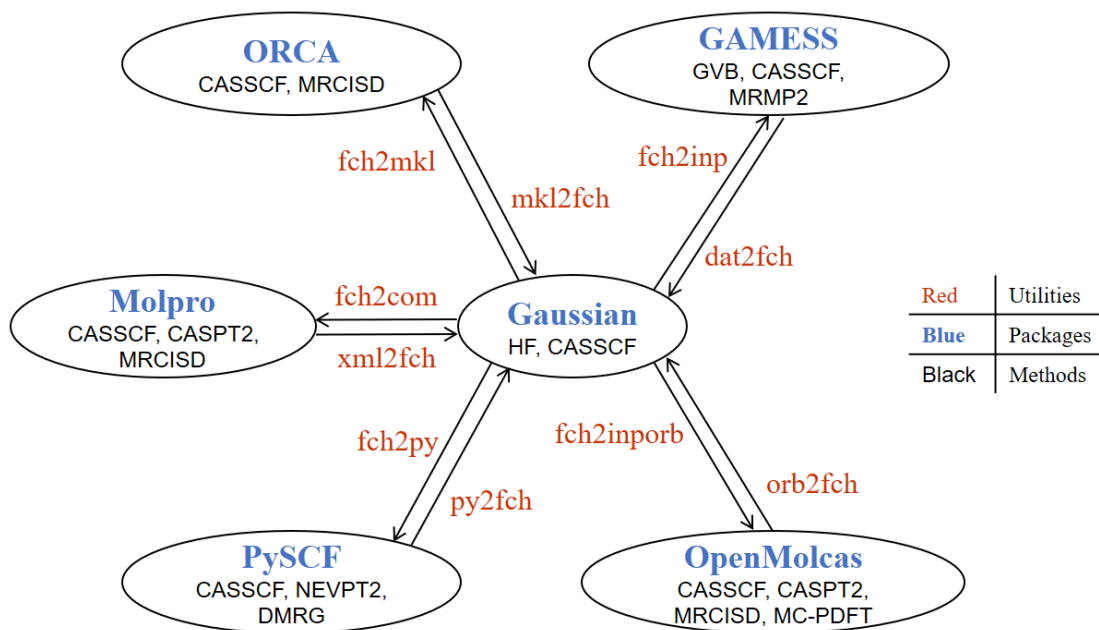 ORCA
CASSCF, MRCISD
GAMESS
GVB, CASSCF,
MRMP2
fch2mkl
mkl2fch
fch2inp
dat2fch
Molpro
CASSCF, CASPT2,
MRCISD
fch2com
xml2fch
Gaussian
HF, CASSCF
Red Utilities
Blue Packages
Black Methods
fch2py
py2fch
fch2inporb
orb2fch
PySCF
CASSCF, NEVPT2,
DMRG
OpenMolcas
CASSCF, CASPT2,
MRCISD, MC-PDFT